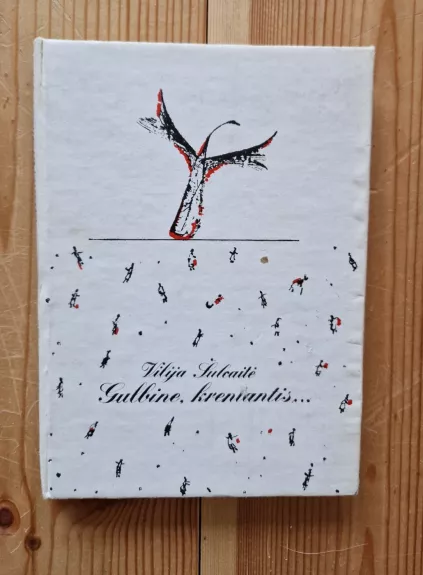 Vilija Šulcaitė
Gulbine, krentantis...